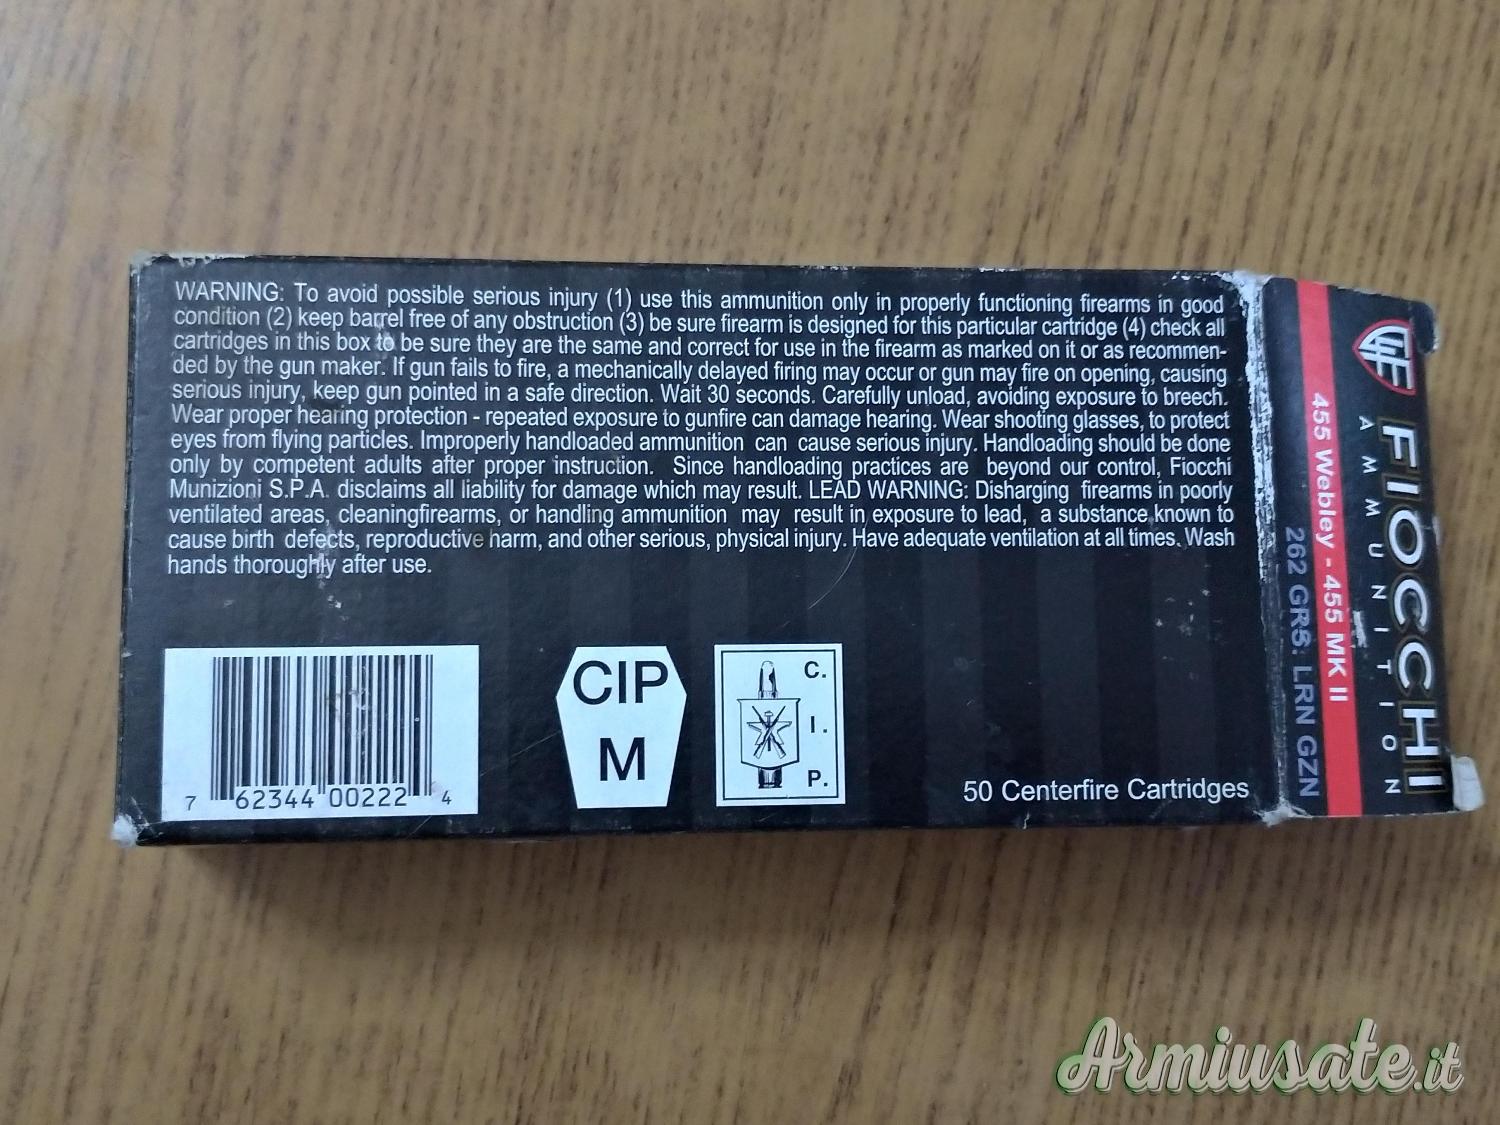 WARNING: To avoid possible serious injury (1) use this ammunition only in properly functioning firearms in good
condition (2) keep barrel free of any obstruction (3) be sure firearm is designed for this particular cartridge (4) check all
cartridges in this box to be sure they are the same and correct for use in the firearm as marked on it or as recommen-
ded by the gun maker. If gun fails to fire, a mechanically delayed firing may occur or gun may fire on opening, causing
serious injury, keep gun pointed in a safe direction. Wait 30 seconds. Carefully unload, avoiding exposure to breech.
Wear proper hearing protection - repeated exposure to gunfire can damage hearing. Wear shooting glasses, to protect
eyes from flying particles. Improperly handloaded ammunition can cause serious injury. Handloading should be done
only by competent adults after proper instruction. Since handloading practices are beyond our control, Fiocchi
Munizioni S.P.A. disclaims all liability for damage which may result. LEAD WARNING: Disharging firearms in poorly
ventilated areas, cleaningfirearms, or handling ammunition may result in exposure to lead, a substance known to
cause birth defects, reproductive harm, and other serious, physical injury. Have adequate ventilation at all times. Wash
hands thoroughly after use.
7 62344 00222 4
CIP
M
C.
I.
P.
50 Centerfire Cartridges
FIOCCHI
AMMUNITION
455 Webley - 455 MK II
262 GRS. LRN GZN
Armiusate.it